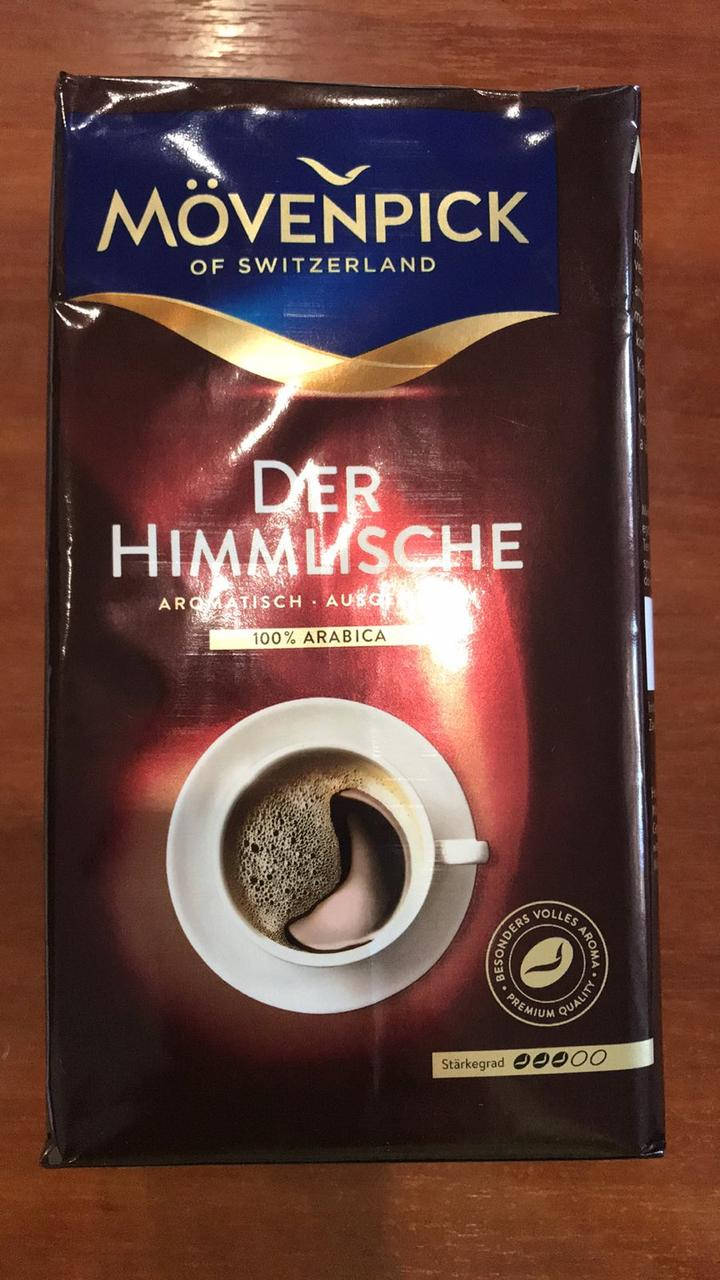 MÖVENPICK
OF SWITZERLAND
DER
HIMMLISCHE
AROMATISCH ·
100% ARABICA
BESONDERS VOLLES AROMA
· PREMIUM QUALITY ·
Stärkegrad